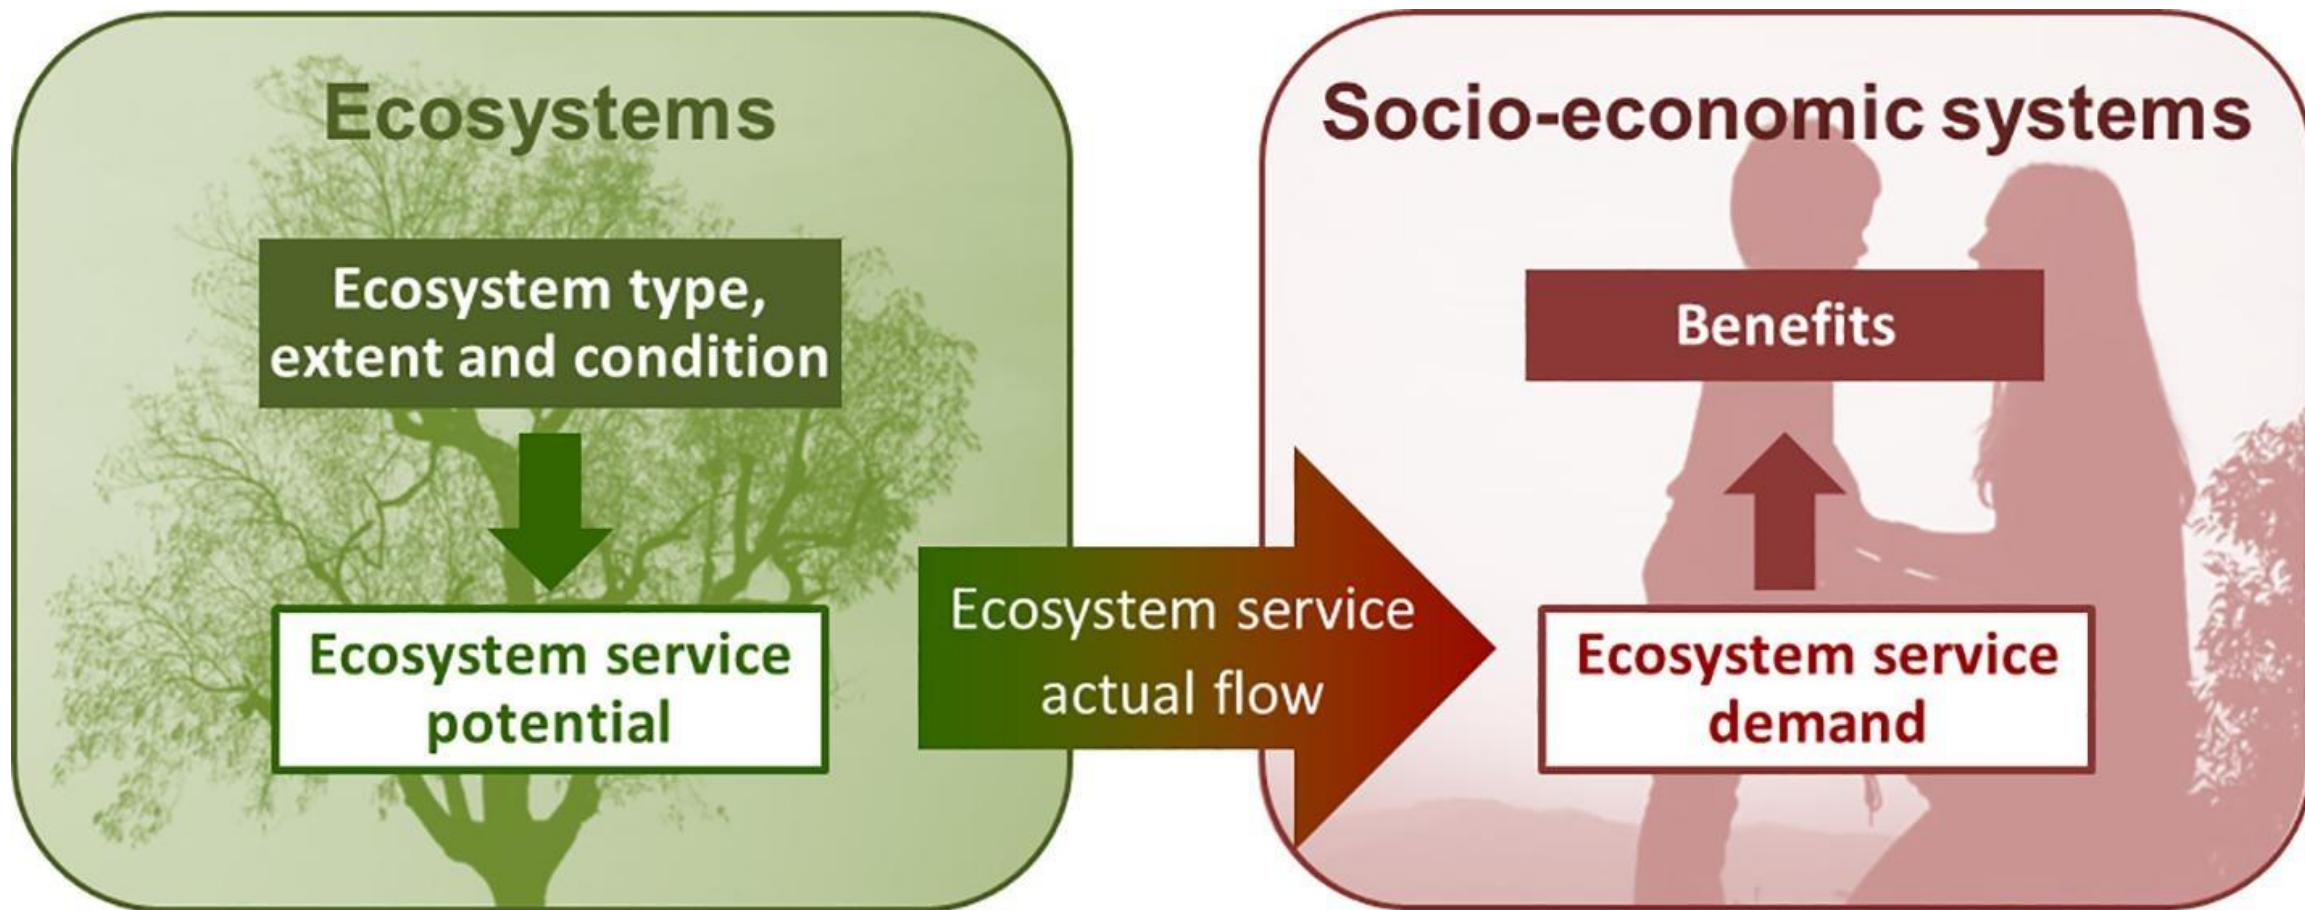 Ecosystems
Ecosystem type,
extent and condition
Ecosystem service
potential
Ecosystem service
actual flow
Socio-economic systems
Benefits
Ecosystem service
demand